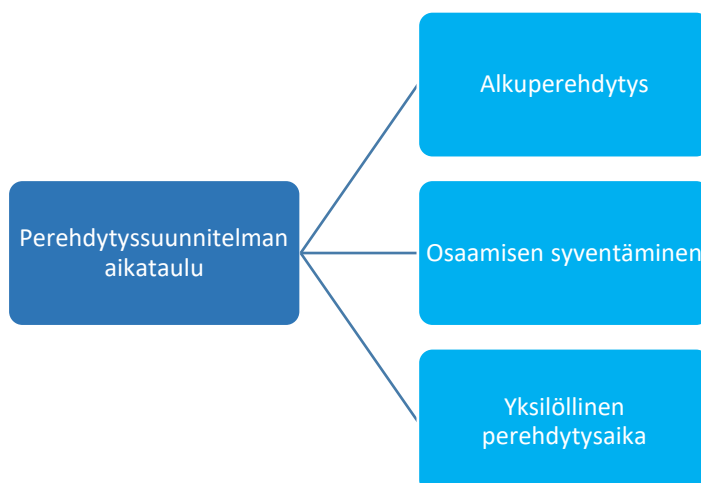 Alkuperehdytys
Perehdytyssuunnitelman
aikataulu
Osaamisen syventäminen
Yksilöllinen
perehdytysaika